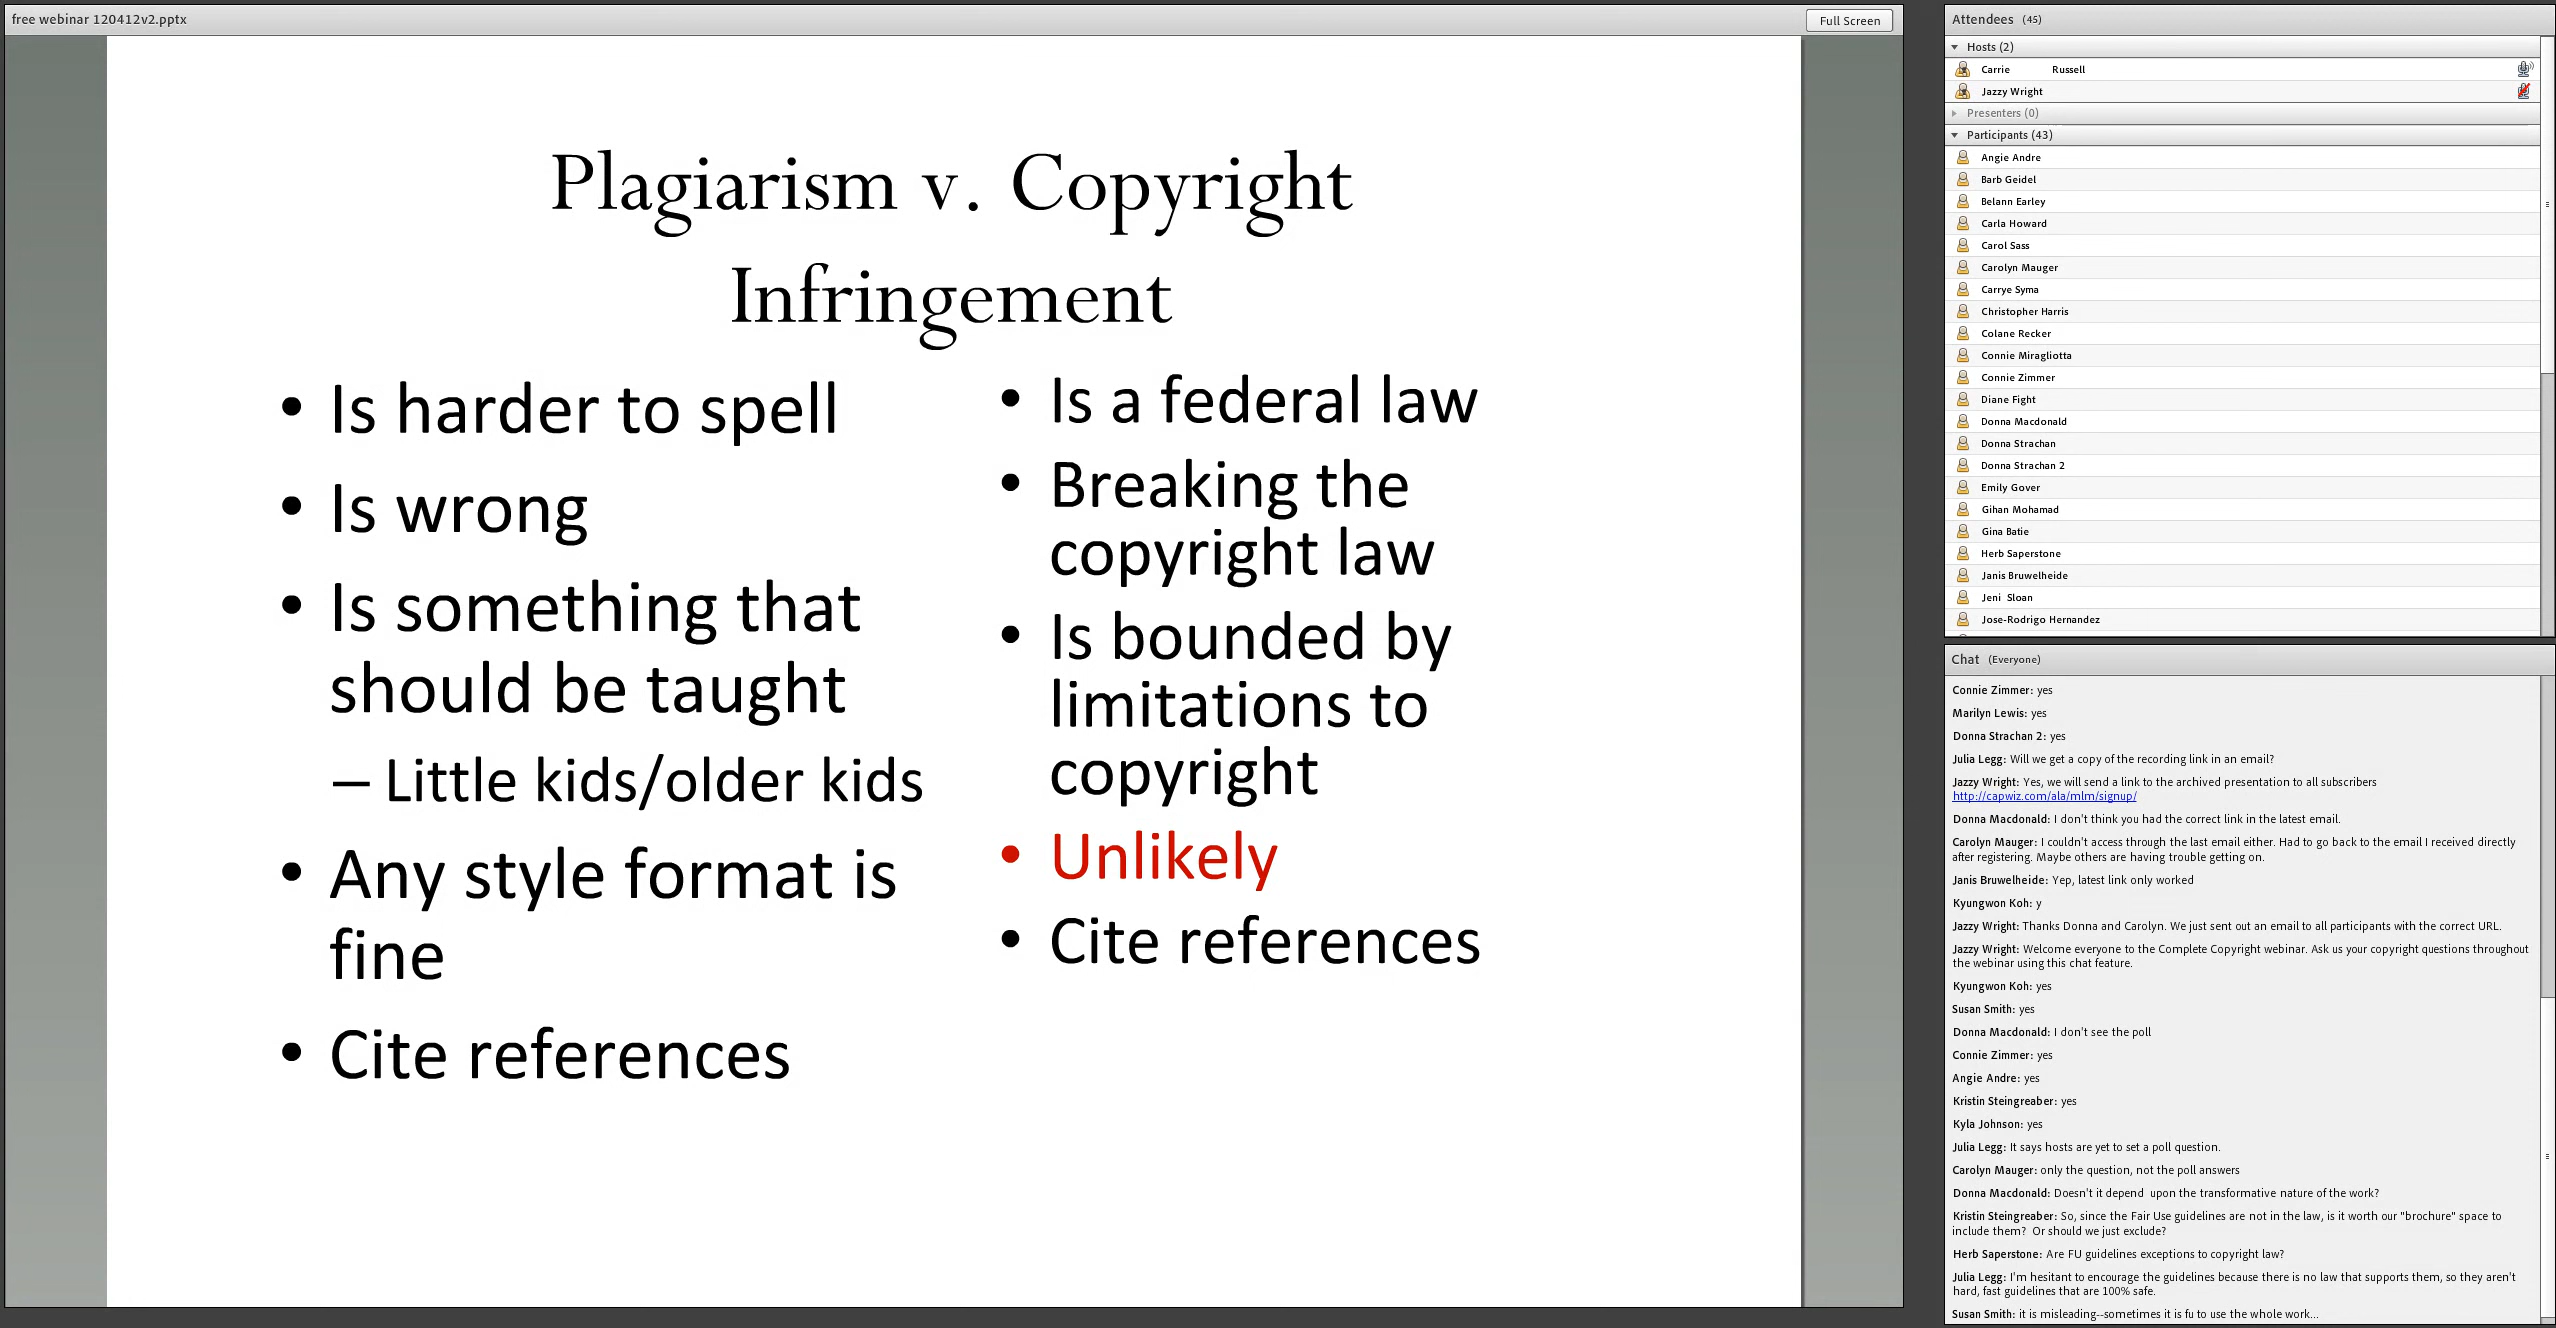 free webinar 120412v2.pptx
Full Screen
Plagiarism v. Copyright
Infringement
• Is harder to spell
• Is wrong
• Is something that
should be taught
– Little kids/older kids
• Any style format is
fine
• Cite references
• Is a federal law
• Breaking the
copyright law
• Is bounded by
limitations to
copyright
• Unlikely
• Cite references
Attendees (45)
Hosts (2)
Carrie Russell
Jazzy Wright
Presenters (0)
Participants (43)
Angie Andre
Barb Geidel
Belann Earley
Carla Howard
Carol Sass
Carolyn Mauger
Carrye Syma
Christopher Harris
Colane Recker
Connie Miragliotta
Connie Zimmer
Diane Fight
Donna Macdonald
Donna Strachan
Donna Strachan 2
Emily Gover
Gihan Mohamad
Gina Batie
Herb Saperstone
Janis Bruwelheide
Jeni Sloan
Jose-Rodrigo Hernandez
Chat (Everyone)
Connie Zimmer: yes
Marilyn Lewis: yes
Donna Strachan 2: yes
Julia Legg: Will we get a copy of the recording link in an email?
Jazzy Wright: Yes, we will send a link to the archived presentation to all subscribers
http://capwiz.com/ala/mlm/signup/
Donna Macdonald: I don't think you had the correct link in the latest email.
Carolyn Mauger: I couldn't access through the last email either. Had to go back to the email I received directly
after registering. Maybe others are having trouble getting on.
Janis Bruwelheide: Yep, latest link only worked
Kyungwon Koh: y
Jazzy Wright: Thanks Donna and Carolyn. We just sent out an email to all participants with the correct URL.
Jazzy Wright: Welcome everyone to the Complete Copyright webinar. Ask us your copyright questions throughout
the webinar using this chat feature.
Kyungwon Koh: yes
Susan Smith: yes
Donna Macdonald: I don't see the poll
Connie Zimmer: yes
Angie Andre: yes
Kristin Steingreaber: yes
Kyla Johnson: yes
Julia Legg: It says hosts are yet to set a poll question.
Carolyn Mauger: only the question, not the poll answers
Donna Macdonald: Doesn't it depend upon the transformative nature of the work?
Kristin Steingreaber: So, since the Fair Use guidelines are not in the law, is it worth our "brochure" space to
include them? Or should we just exclude?
Herb Saperstone: Are FU guidelines exceptions to copyright law?
Julia Legg: I'm hesitant to encourage the guidelines because there is no law that supports them, so they aren't
hard, fast guidelines that are 100% safe.
Susan Smith: it is misleading--sometimes it is fu to use the whole work...